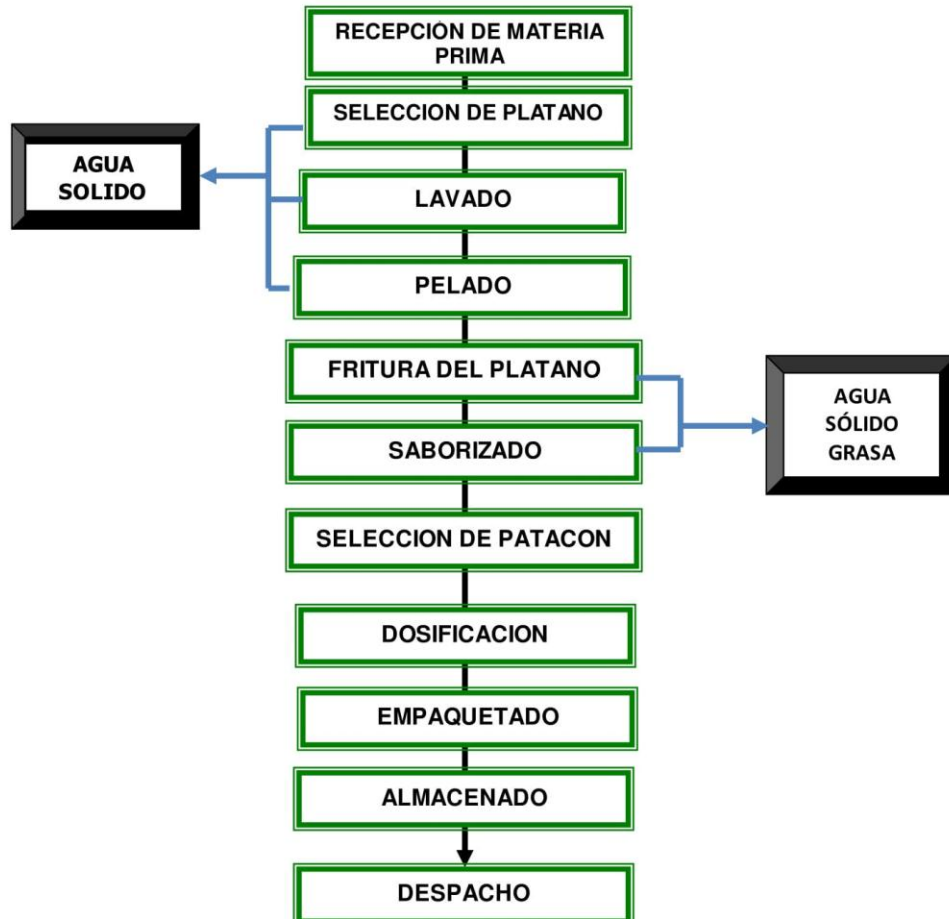 RECEPCIÓN DE MATERIA
PRIMA
SELECCION DE PLATANO
AGUA
SOLIDO
LAVADO
PELADO
FRITURA DEL PLATANO
AGUA
SÓLIDO
GRASA
SABORIZADO
SELECCION DE PATACON
DOSIFICACION
EMPAQUETADO
ALMACENADO
DESPACHO